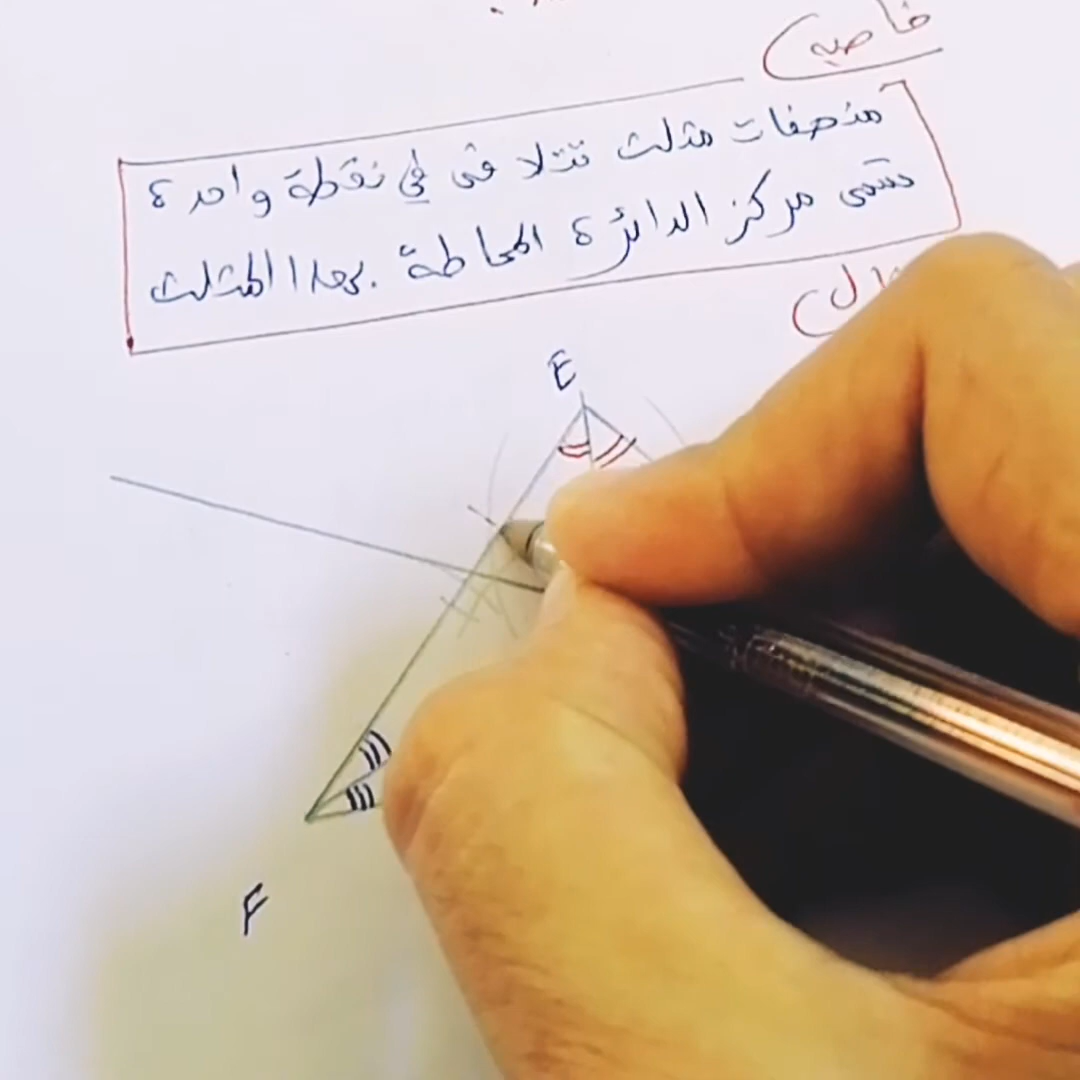 خاصية
منصفات مثلث تتلاقى في نقطة واحدة
تسمى مركز الدائرة المحاطة بهذا المثلث
E
F